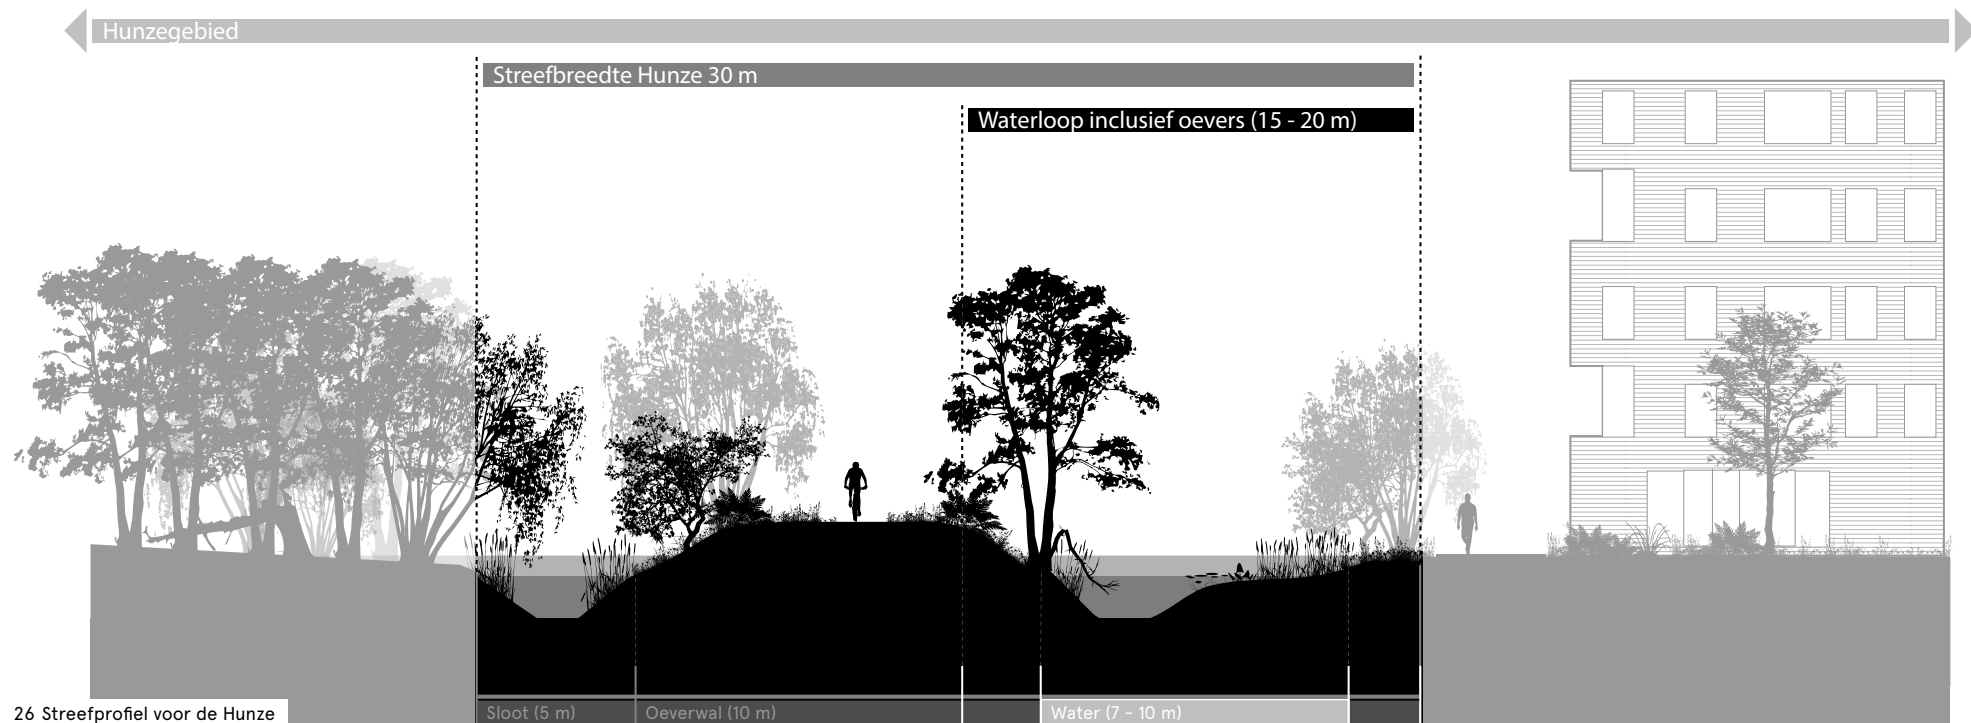 Hunzegebied
Streefbreedte Hunze 30 m
Waterloop inclusief oevers (15 - 20 m)
Sloot (5 m)
Oeverwal (10 m)
Water (7 - 10 m)
26 Streefprofiel voor de Hunze